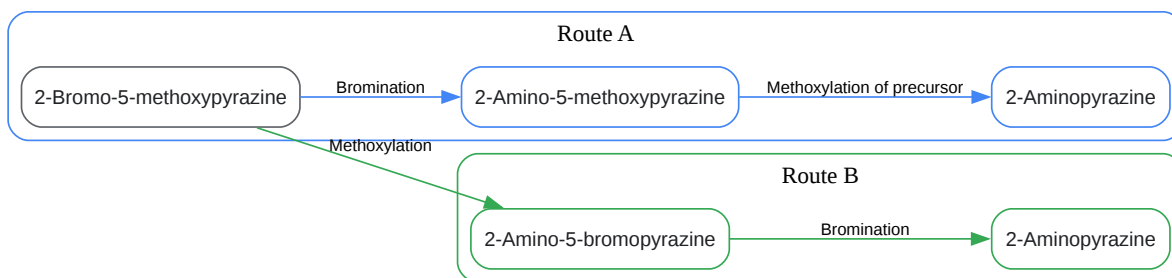 Route A
2-Bromo-5-methoxypyrazine
Bromination
2-Amino-5-methoxypyrazine
Methoxylation of precursor
2-Aminopyrazine
Methoxylation
Route B
2-Amino-5-bromopyrazine
Bromination
2-Aminopyrazine